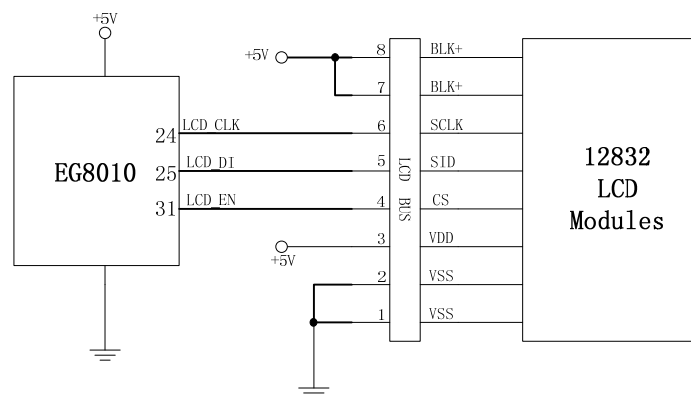 +5V
EG8010
24 LCD_CLK
25 LCD_DI
31 LCD_EN
+5V
+5V
LCD BUS
8 BLK+
7 BLK+
6 SCLK
5 SID
4 CS
3 VDD
2 VSS
1 VSS
12832
LCD
Modules